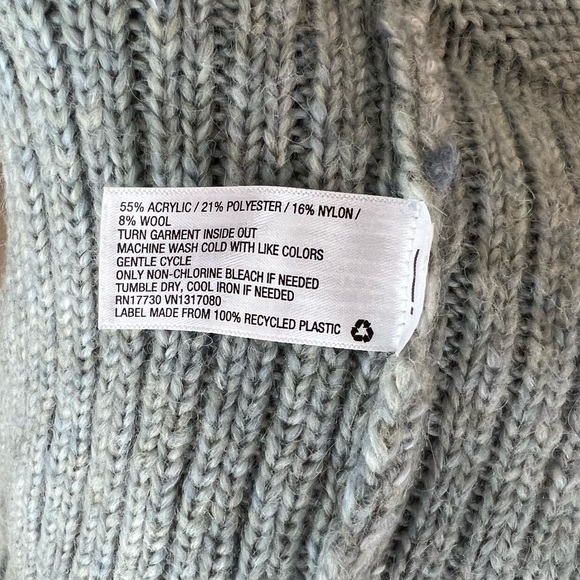 55% ACRYLIC / 21% POLYESTER / 16% NYLON /
8% WOOL
TURN GARMENT INSIDE OUT
MACHINE WASH COLD WITH LIKE COLORS
GENTLE CYCLE
ONLY NON-CHLORINE BLEACH IF NEEDED
TUMBLE DRY, COOL IRON IF NEEDED
RN17730 VN1317080
LABEL MADE FROM 100% RECYCLED PLASTIC